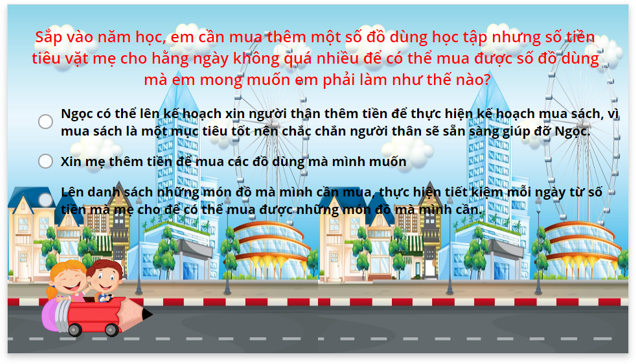 Sắp vào năm học, em cần mua thêm một số đồ dùng học tập nhưng số tiền
tiêu vặt mẹ cho hằng ngày không quá nhiều để có thể mua được số đồ dùng
mà em mong muốn em phải làm như thế nào?
Ngọc có thể lên kế hoạch xin người thận thêm tiền để thực hiện kế hoạch mua sách, vì
mua sách là một mục tiêu tốt nên chắc chắn người thân sẽ sẵn sàng giúp đỡ Ngọc.
Xin mẹ thêm tiền để mua các đồ dùng mà mình muốn
Lên danh sách những món đồ mà mình cần mua, thực hiện tiết kiệm mỗi ngày từ số
tiền mà mẹ cho để có thể mua được những món đồ mà mình cần.